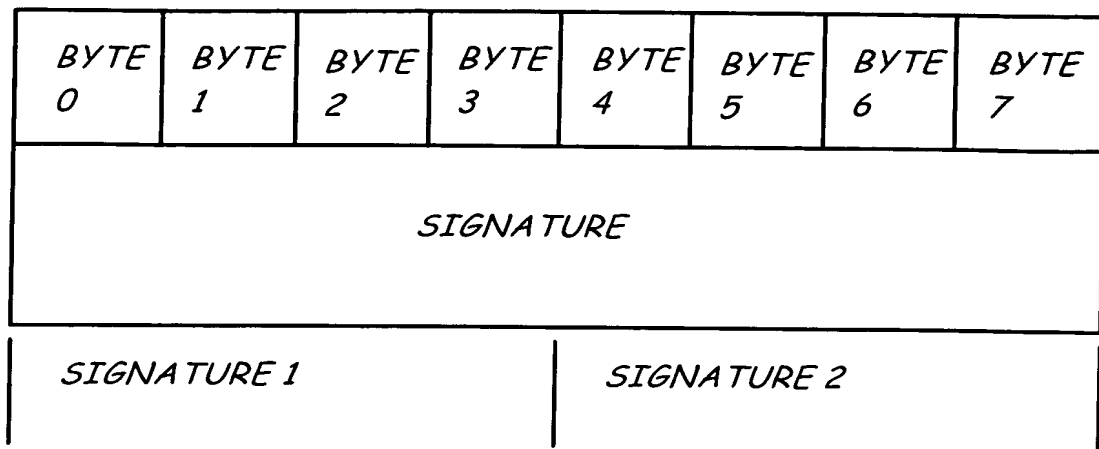 BYTE BYTE BYTE BYTE BYTE BYTE BYTE BYTE
0 1 2 3 4 5 6 7
SIGNATURE
SIGNATURE 1 SIGNATURE 2